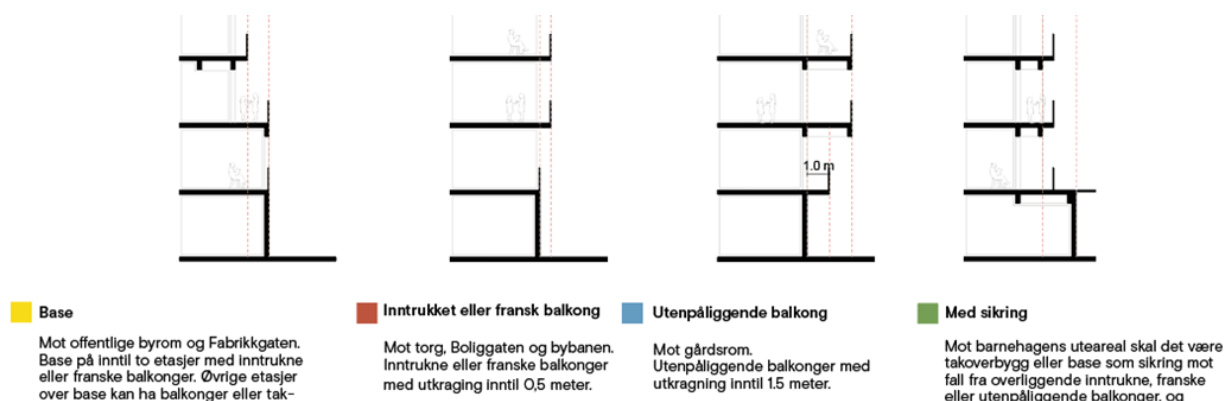 1.0 m
Base
Mot offentlige byrom og Fabrikkgaten.
Base på inntil to etasjer med inntrukne
eller franske balkonger. Øvrige etasjer
over base kan ha balkonger eller tak-
Inntrukket eller fransk balkong
Mot torg, Boliggaten og bybanen.
Inntrukne eller franske balkonger
med utkraging inntil 0,5 meter.
Utenpåliggende balkong
Mot gårdsrom.
Utenpåliggende balkonger med
utkragning inntil 1.5 meter.
Med sikring
Mot barnehagens uteareal skal det være
takoverbygg eller base som sikring mot
fall fra overliggende inntrukne, franske
eller utenpåliggende balkonger, og